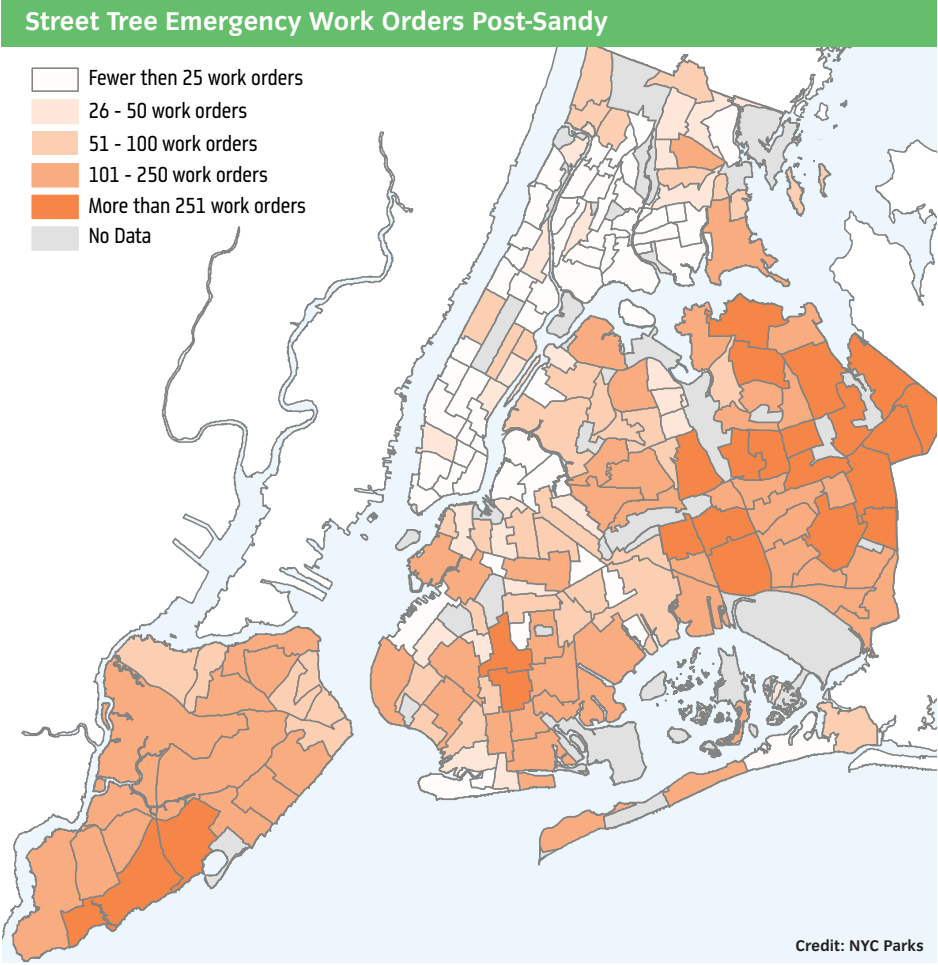 Street Tree Emergency Work Orders Post-Sandy
Fewer then 25 work orders
26 - 50 work orders
51 - 100 work orders
101 - 250 work orders
More than 251 work orders
No Data
Credit: NYC Parks